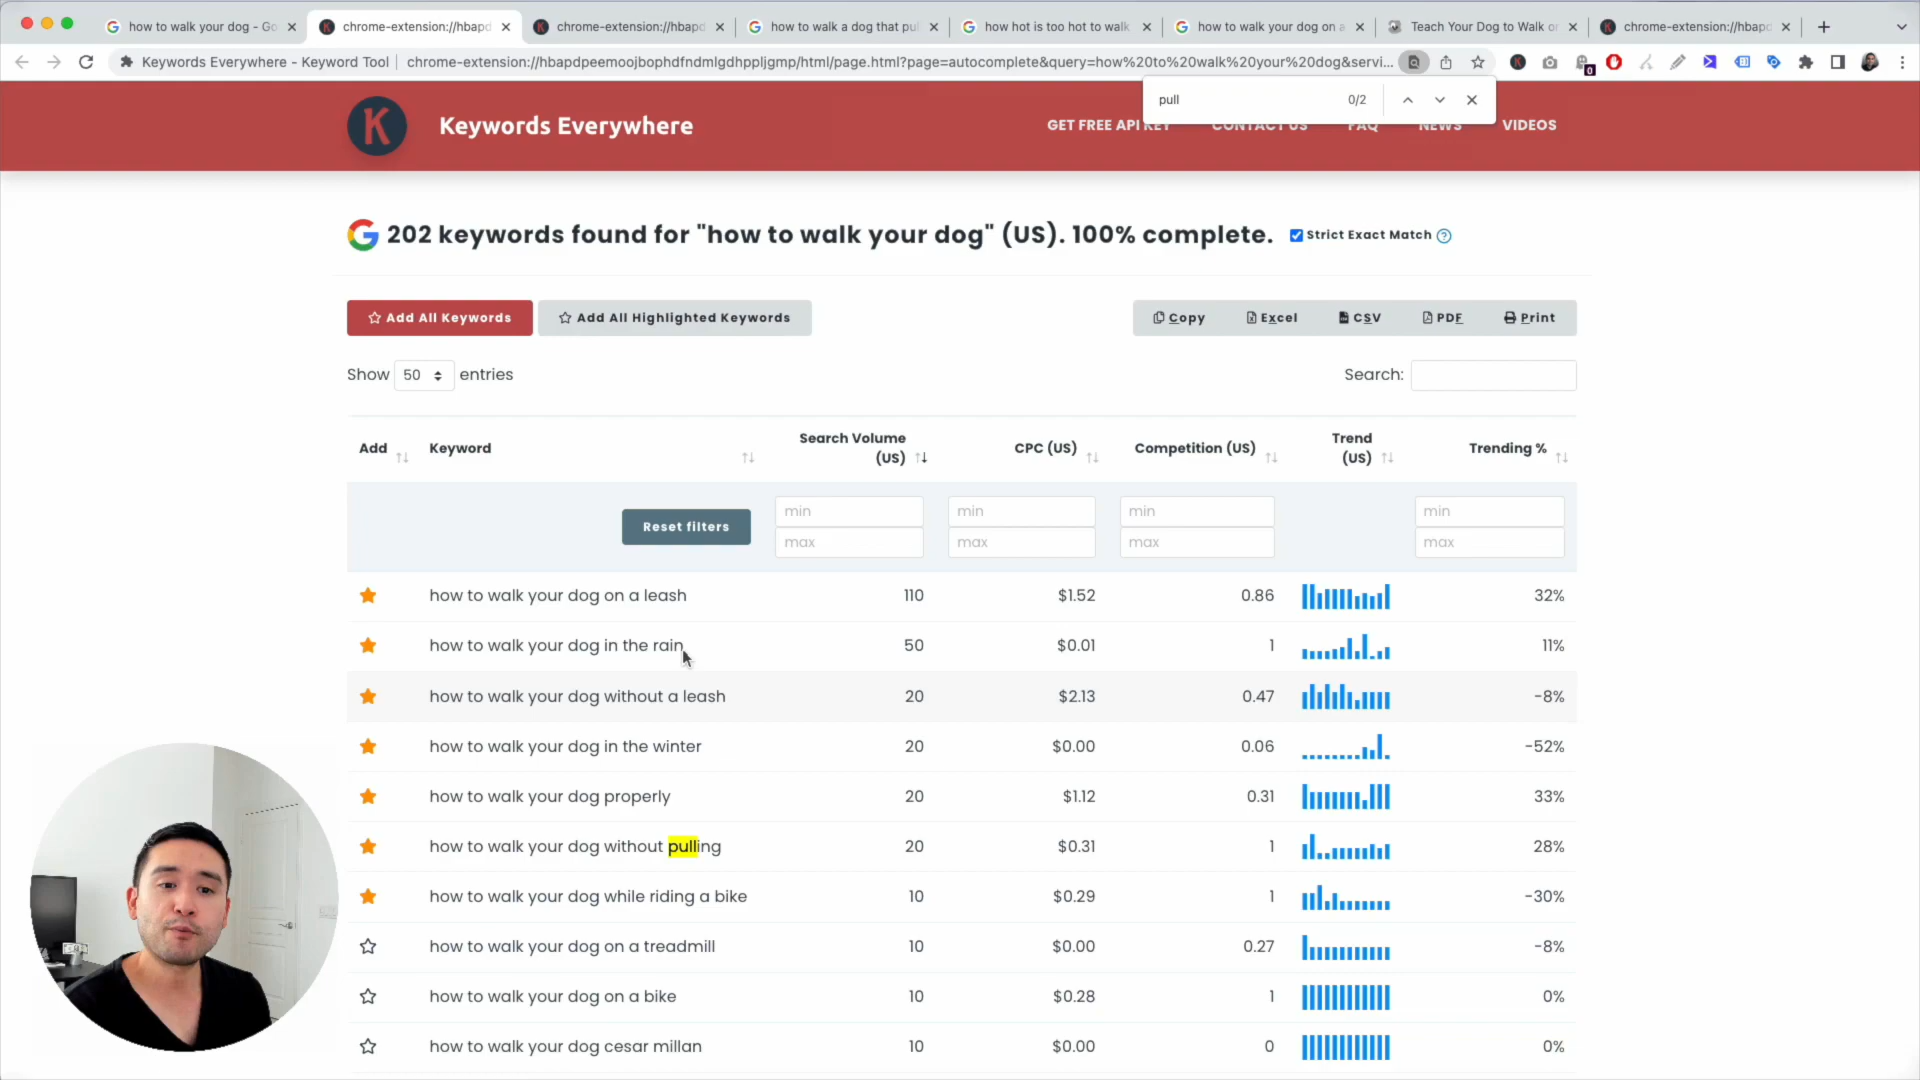 how to walk your dog - Go
chrome-extension://hbapd
chrome-extension://hbapd
how to walk a dog that pul
how hot is too hot to walk
how to walk your dog on a
Teach Your Dog to Walk or
chrome-extension://hbapd
Keywords Everywhere - Keyword Tool
chrome-extension://hbapdpeemoojbophdfndmlgdhppljgmp/html/page.html?page=autocomplete&query=how%20to%20walk%20your%20dog&servi...
0
pull 0/2
K Keywords Everywhere
GET FREE API KEY CONTACT US FAQ NEWS VIDEOS
202 keywords found for "how to walk your dog" (US). 100% complete.
Strict Exact Match ?
Add All Keywords
Add All Highlighted Keywords
Copy Excel CSV PDF Print
Show 50 entries
Search:
Add Keyword Search Volume (US) CPC (US) Competition (US) Trend (US) Trending %
Reset filters
min min min min
max max max max
how to walk your dog on a leash 110 $1.52 0.86 32%
how to walk your dog in the rain 50 $0.01 1 11%
how to walk your dog without a leash 20 $2.13 0.47 -8%
how to walk your dog in the winter 20 $0.00 0.06 -52%
how to walk your dog properly 20 $1.12 0.31 33%
how to walk your dog without pulling 20 $0.31 1 28%
how to walk your dog while riding a bike 10 $0.29 1 -30%
how to walk your dog on a treadmill 10 $0.00 0.27 -8%
how to walk your dog on a bike 10 $0.28 1 0%
how to walk your dog cesar millan 10 $0.00 0 0%